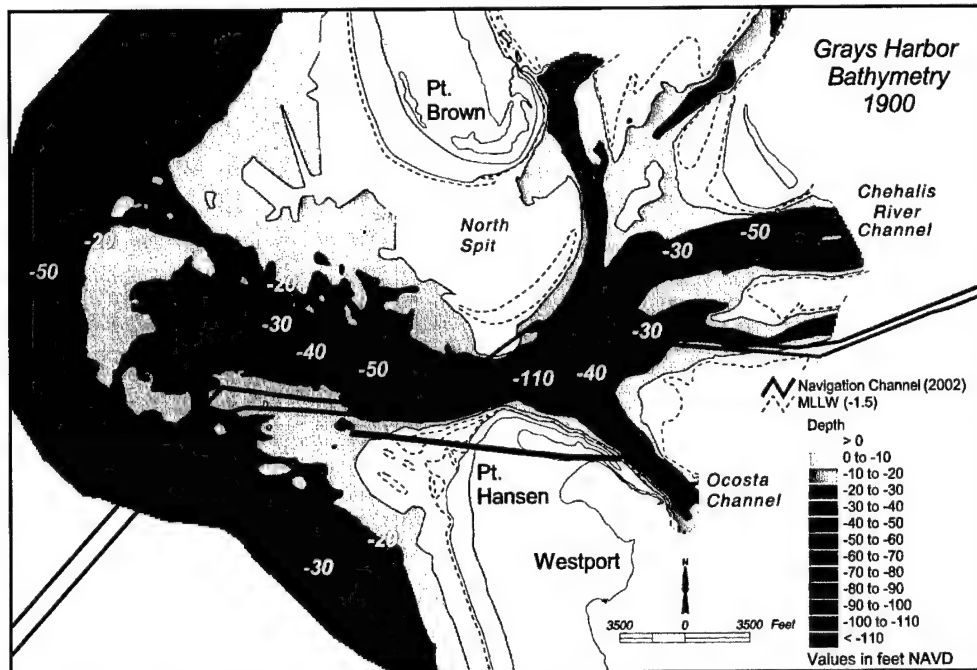 Grays Harbor
Bathymetry
1900
Pt.
Brown
Chehalis
River
Channel
North
Spit
-20
-50
-30
-50
-20
-30
-40
-50
-30
-110
-40
Navigation Channel (2002)
MLLW (-1.5)
Depth
> 0
0 to -10
-10 to -20
-20 to -30
-30 to -40
-40 to -50
-50 to -60
-60 to -70
-70 to -80
-80 to -90
-90 to -100
-100 to -110
< -110
Values in feet NAVD
Pt.
Hansen
Ocosta
Channel
-20
-30
Westport
N
3500 0 3500 Feet